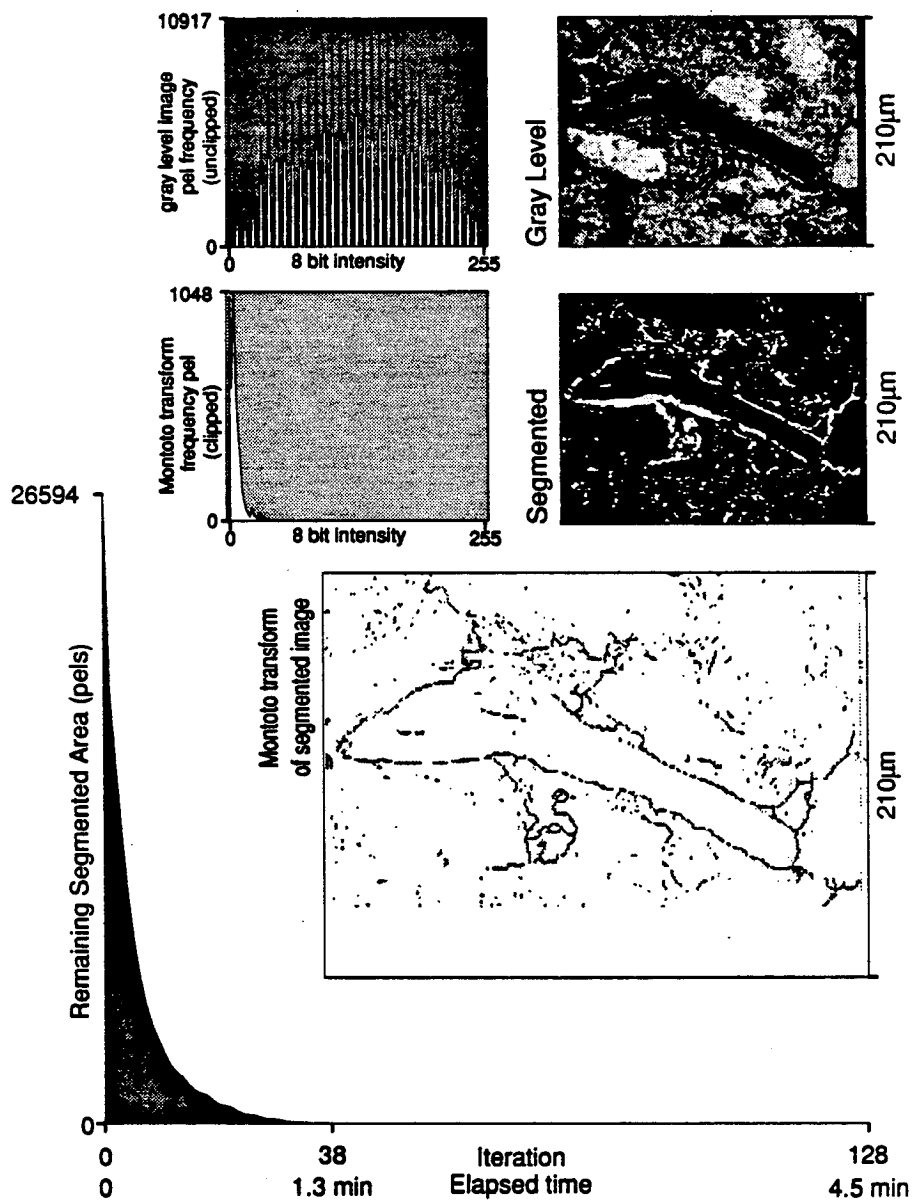 10917
gray level image
pel frequency
(unclipped)
0
0
8 bit intensity
255
Gray Level
210µm
1048
Montoto transform
frequency pel
(clipped)
0
0
8 bit intensity
255
Segmented
210µm
26594
Remaining Segmented Area (pels)
0
Montoto transform
of segmented image
210µm
0 38 Iteration 128
0 1.3 min Elapsed time 4.5 min